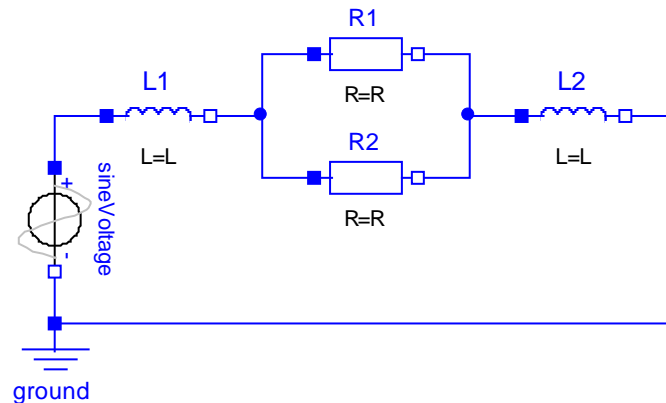 R1
R=R
L1
L=L
R2
R=R
L2
L=L
+
sineVoltage
-
ground